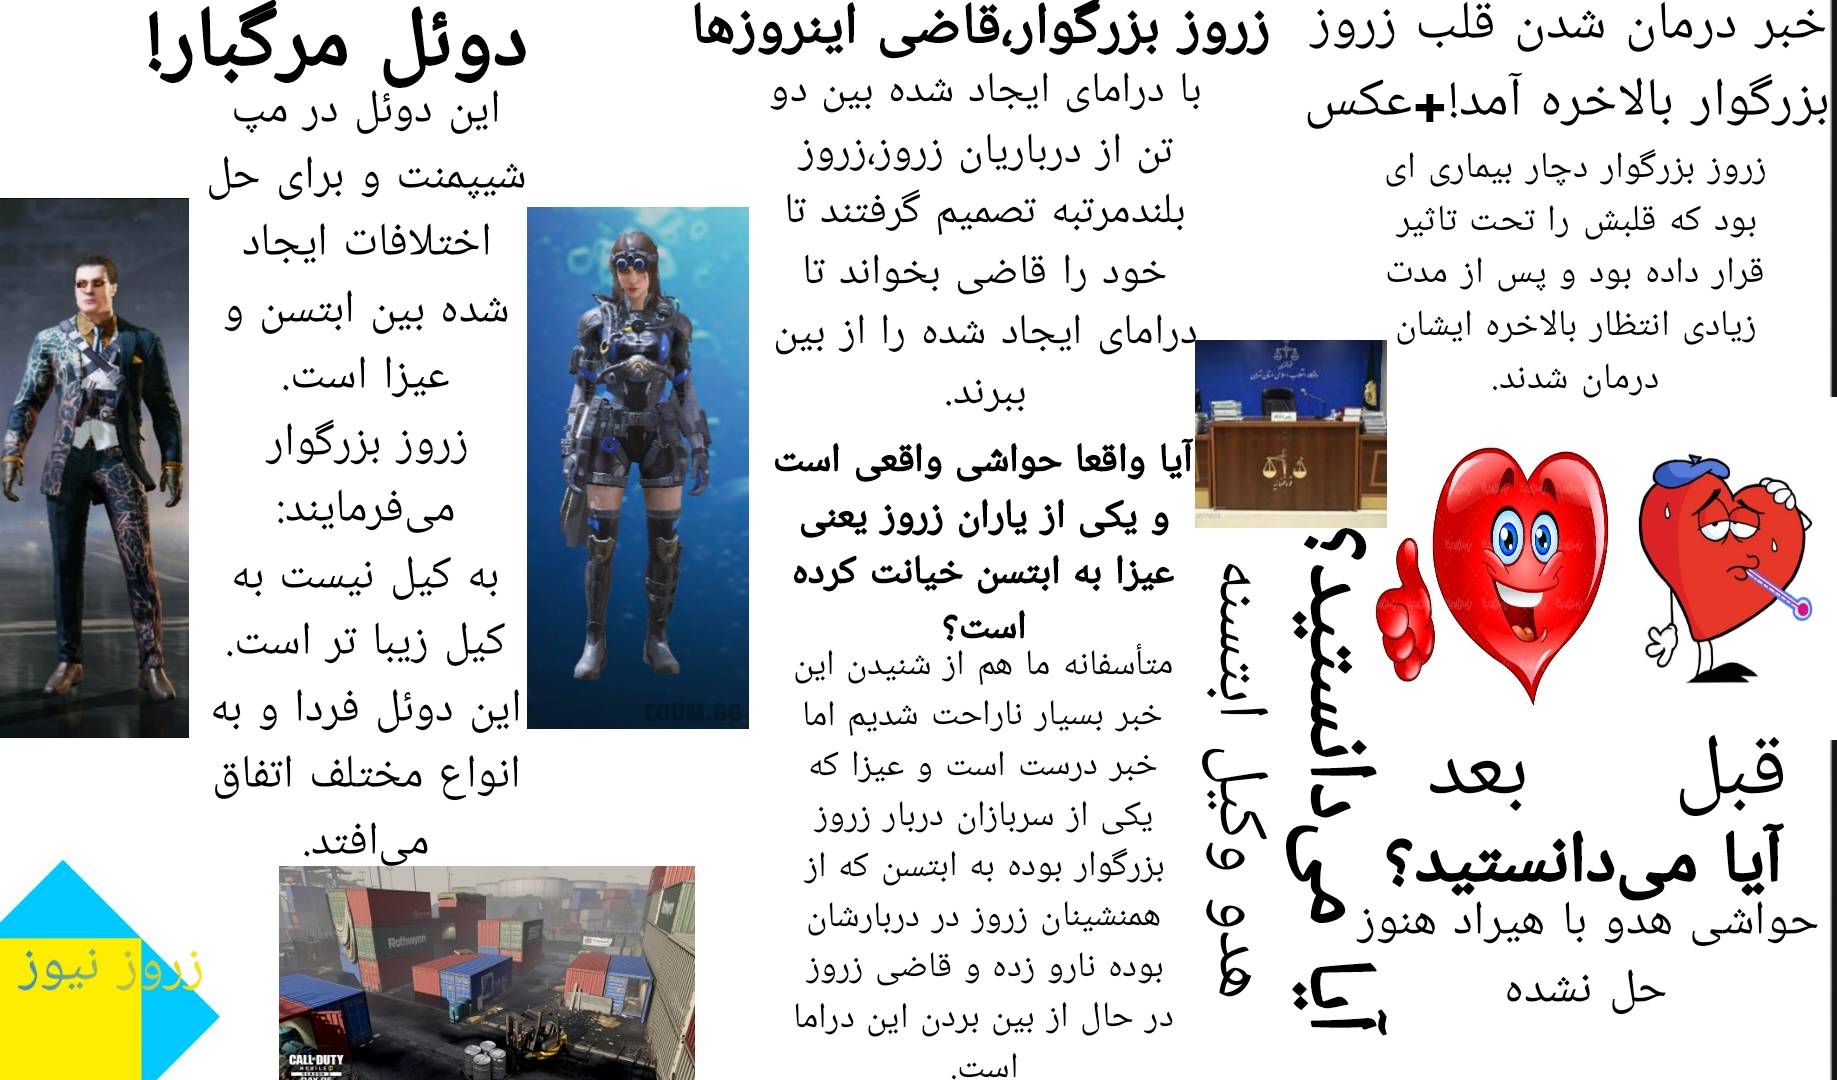 خبر درمان شدن قلب زروز
بزرگوار بالاخره آمد!+عکس
زروز بزرگوار دچار بیماری ای
بود که قلبش را تحت تاثیر
قرار داده بود و پس از مدت
زیادی انتظار بالاخره ایشان
درمان شدند.
قبل
بعد
آیا می‌دانستید؟
حواشی هدو با هیراد هنوز
حل نشده
آیا می‌دانستید؟
هدو وکیل ابتسنه
زروز بزرگوار،قاضی اینروزها
با درامای ایجاد شده بین دو
تن از درباریان زروز،زروز
بلندمرتبه تصمیم گرفتند تا
خود را قاضی بخواند تا
درامای ایجاد شده را از بین
ببرند.
آیا واقعا حواشی واقعی است
و یکی از یاران زروز یعنی
عیزا به ابتسن خیانت کرده
است؟
متأسفانه ما هم از شنیدن این
خبر بسیار ناراحت شدیم اما
خبر درست است و عیزا که
یکی از سربازان دربار زروز
بزرگوار بوده به ابتسن که از
همنشینان زروز در دربارشان
بوده نارو زده و قاضی زروز
در حال از بین بردن این دراما
است.
دوئل مرگبار!
این دوئل در مپ
شیپمنت و برای حل
اختلافات ایجاد
شده بین ابتسن و
عیزا است.
زروز بزرگوار
می‌فرمایند:
به کیل نیست به
کیل زیبا تر است.
این دوئل فردا و به
انواع مختلف اتفاق
می‌افتد.
CODM.GG
Rothwynn
CALL·DUTY
MOBILE
زروز نیوز